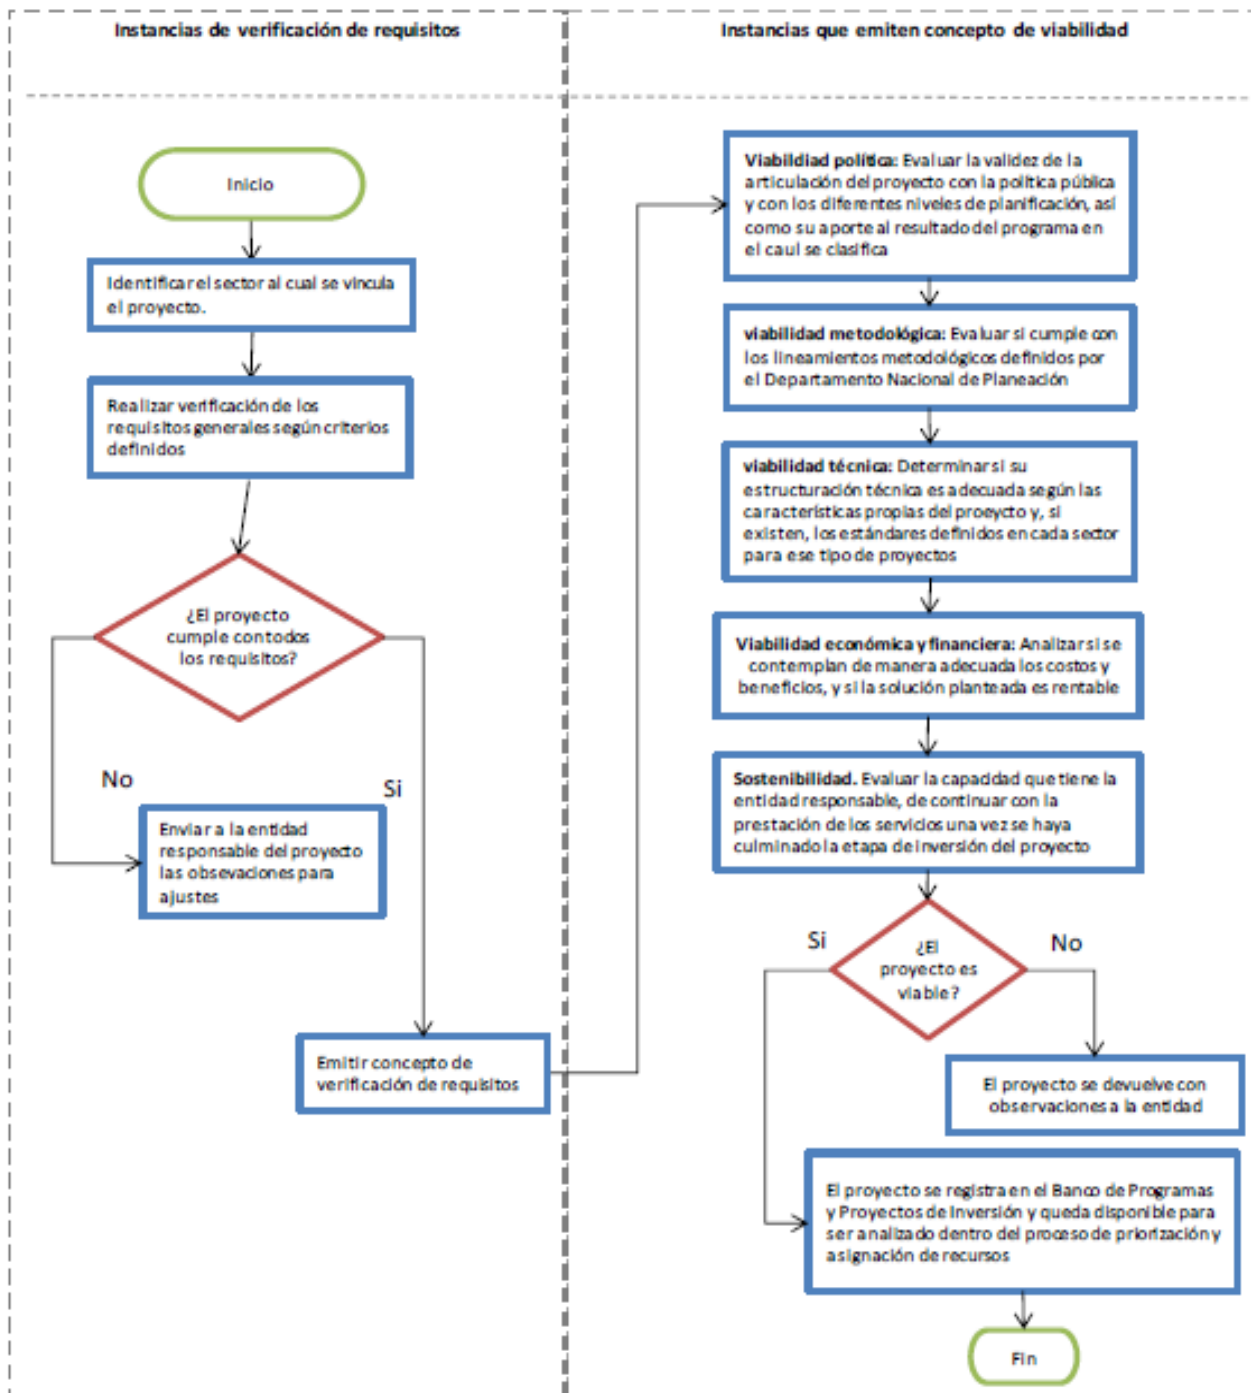 Instancias de verificación de requisitos
Inicio
Identificar el sector al cual se vincula
el proyecto.
Realizar verificación de los
requisitos generales según criterios
definidos
¿El proyecto
cumple con todos
los requisitos?
No
Si
Enviar a la entidad
responsable del proyecto
las obsevaciones para
ajustes
Emitir concepto de
verificación de requisitos
Instancias que emiten concepto de viabilidad
Viabildiad política: Evaluar la validez de la
articulación del proyecto con la política pública
y con los diferentes niveles de planificación, así
como su aporte al resultado del programa en
el caul se clasifica
viabilidad metodológica: Evaluar si cumple con
los lineamientos metodológicos definidos por
el Departamento Nacional de Planeación
viabilidad técnica: Determinar si su
estructuración técnica es adecuada según las
características propias del proeycto y, si
existen, los estándares definidos en cada sector
para ese tipo de proyectos
Viabilidad económica y financiera: Analizar si se
contemplan de manera adecuada los costos y
beneficios, y si la solución planteada es rentable
Sostenibilidad. Evaluar la capacidad que tiene la
entidad responsable, de continuar con la
prestación de los servicios una vez se haya
culminado la etapa de inversión del proyecto
¿El
proyecto es
viable?
Si
No
El proyecto se devuelve con
observaciones a la entidad
El proyecto se registra en el Banco de Programas
y Proyectos de Inversión y queda disponible para
ser analizado dentro del proceso de priorización y
asignación de recursos
Fin